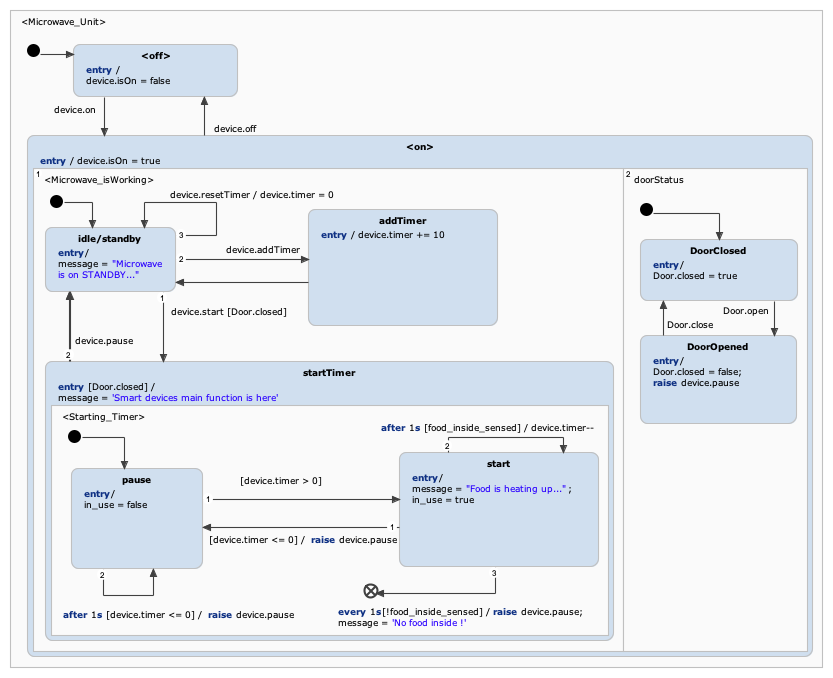 <Microwave_Unit>
<off>
entry /
device.isOn = false
device.on
device.off
<on>
entry / device.isOn = true
1
<Microwave_isWorking>
device.resetTimer / device.timer = 0
3
idle/standby
entry/
message = "Microwave
is on STANDBY..."
device.addTimer
2
addTimer
entry / device.timer += 10
1
device.start [Door.closed]
device.pause
2
startTimer
entry [Door.closed] /
message = 'Smart devices main function is here'
<Starting_Timer>
after 1s [food_inside_sensed] / device.timer--
2
pause
entry/
in_use = false
1
[device.timer > 0]
start
entry/
message = "Food is heating up..." ;
in_use = true
1
[device.timer <= 0] / raise device.pause
2
after 1s [device.timer <= 0] / raise device.pause
3
every 1s[!food_inside_sensed] / raise device.pause;
message = 'No food inside !'
2
doorStatus
DoorClosed
entry/
Door.closed = true
Door.open
Door.close
DoorOpened
entry/
Door.closed = false;
raise device.pause